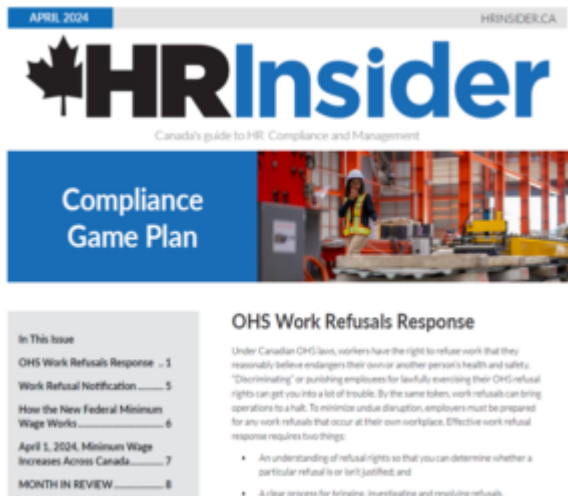 APRIL 2024
HRINSIDER.CA
HRInsider
Canada's guide to HR Compliance and Management
Compliance
Game Plan
In This Issue
OHS Work Refusals Response .. 1
Work Refusal Notification ......... 5
How the New Federal Minimum
Wage Works ............................. 6
April 1, 2024, Minimum Wage
Increases Across Canada ........... 7
MONTH IN REVIEW ................ 8
OHS Work Refusals Response
Under Canadian OHS laws, workers have the right to refuse work that they
reasonably believe endangers their own or another person's health and safety.
"Discriminating" or punishing employees for lawfully exercising their OHS refusal
rights can get you into a lot of trouble. By the same token, work refusals can bring
operations to a halt. To minimize undue disruption, employers must be prepared
for any work refusals that occur at their own workplace. Effective work refusal
response requires two things:
• An understanding of refusal rights so that you can determine whether a
particular refusal is or isn't justified; and
• A clear process for bringing, investigating and resolving refusals.